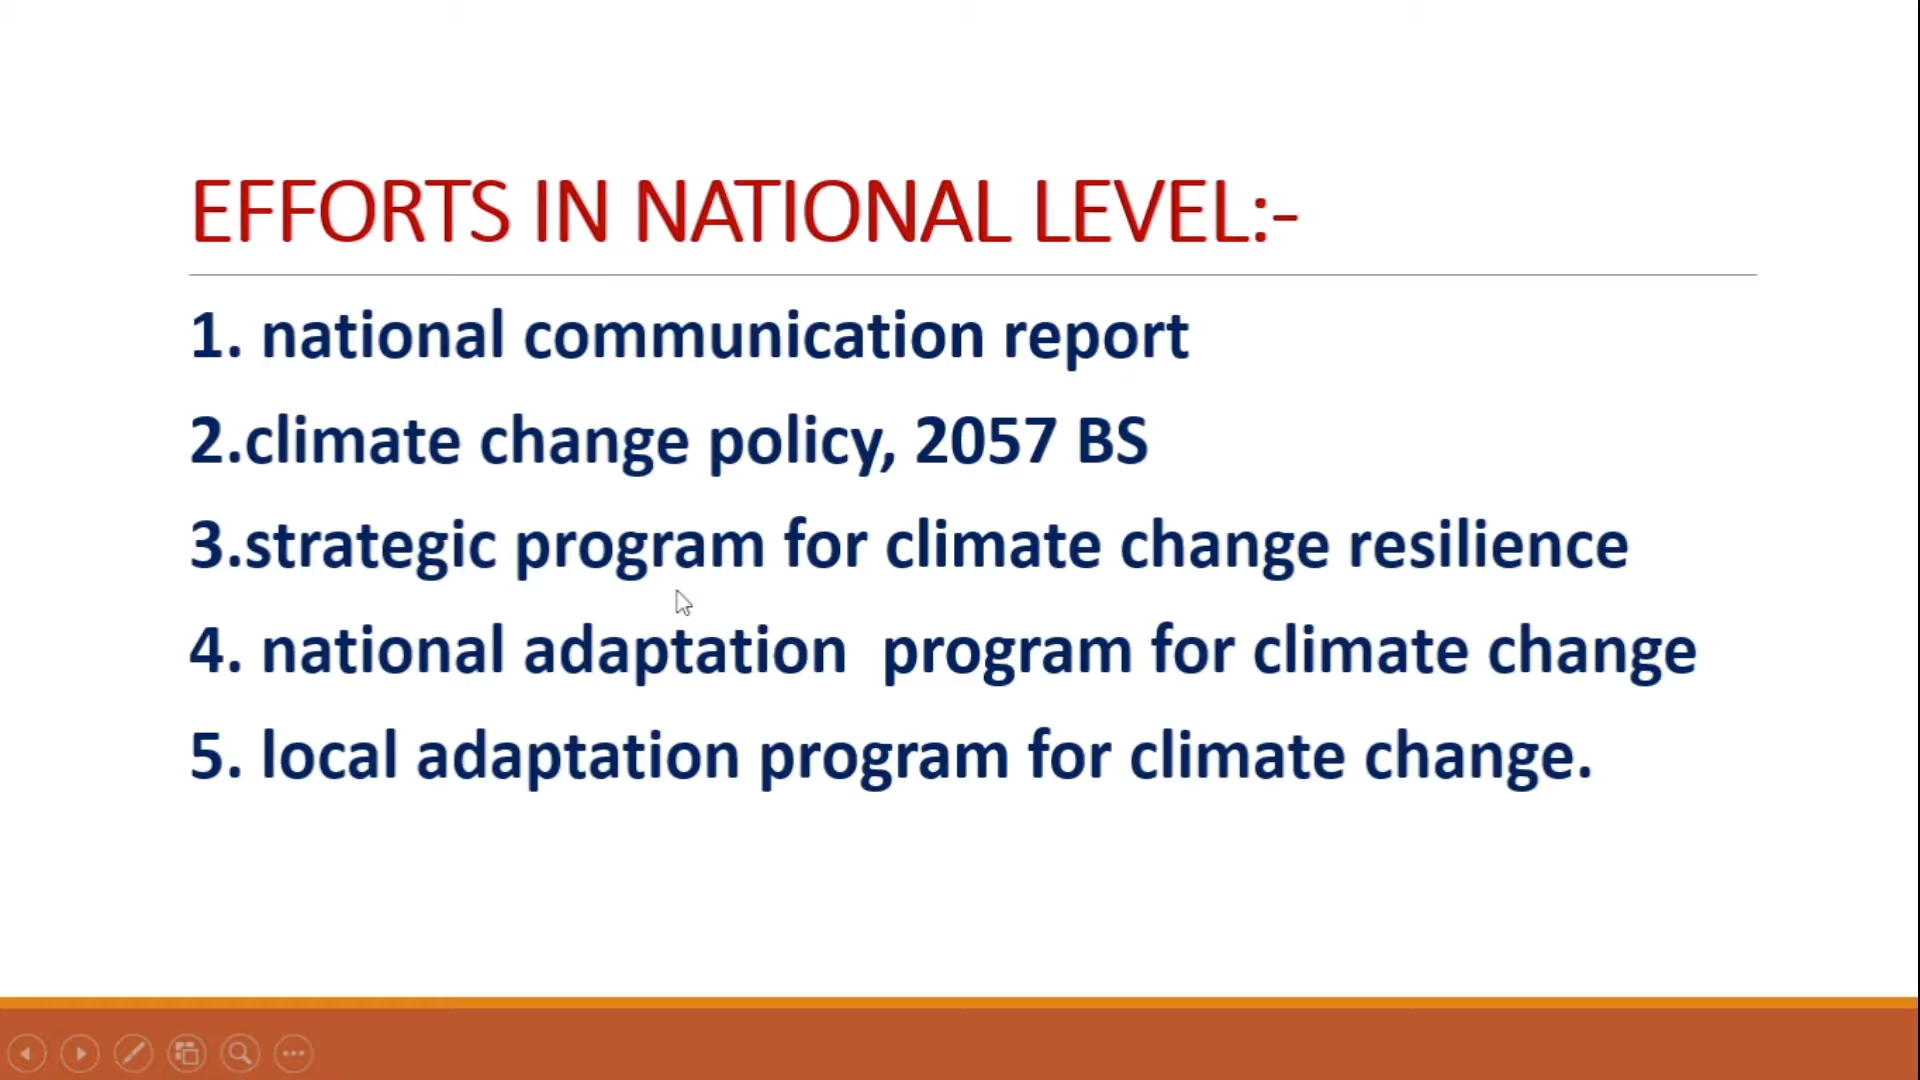 EFFORTS IN NATIONAL LEVEL:-
1. national communication report
2.climate change policy, 2057 BS
3.strategic program for climate change resilience
4. national adaptation  program for climate change
5. local adaptation program for climate change.